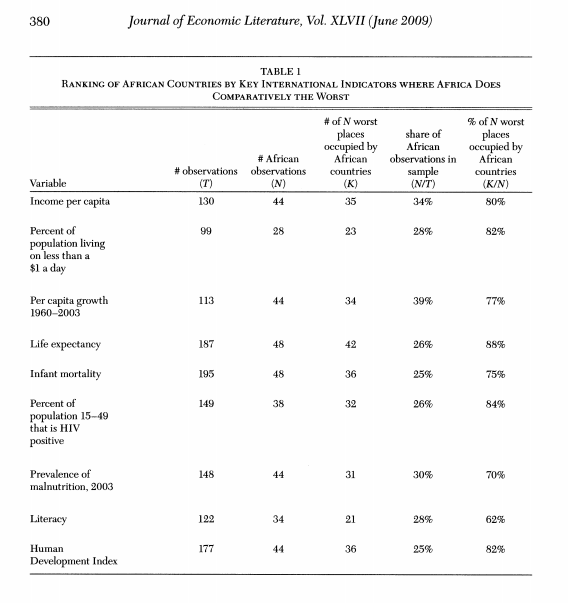 380 Journal of Economic Literature, Vol. XLVII (June 2009)
TABLE 1
RANKING OF AFRICAN COUNTRIES BY KEY INTERNATIONAL INDICATORS WHERE AFRICA DOES
COMPARATIVELY THE WORST
Variable # observations (T) # African observations (N) # of N worst places occupied by African countries (K) share of African observations in sample (N/T) % of N worst places occupied by African countries (K/N)
Income per capita 130 44 35 34% 80%
Percent of 99 28 23 28% 82%
population living
on less than a
$1 a day
Per capita growth 113 44 34 39% 77%
1960–2003
Life expectancy 187 48 42 26% 88%
Infant mortality 195 48 36 25% 75%
Percent of 149 38 32 26% 84%
population 15–49
that is HIV
positive
Prevalence of 148 44 31 30% 70%
malnutrition, 2003
Literacy 122 34 21 28% 62%
Human 177 44 36 25% 82%
Development Index